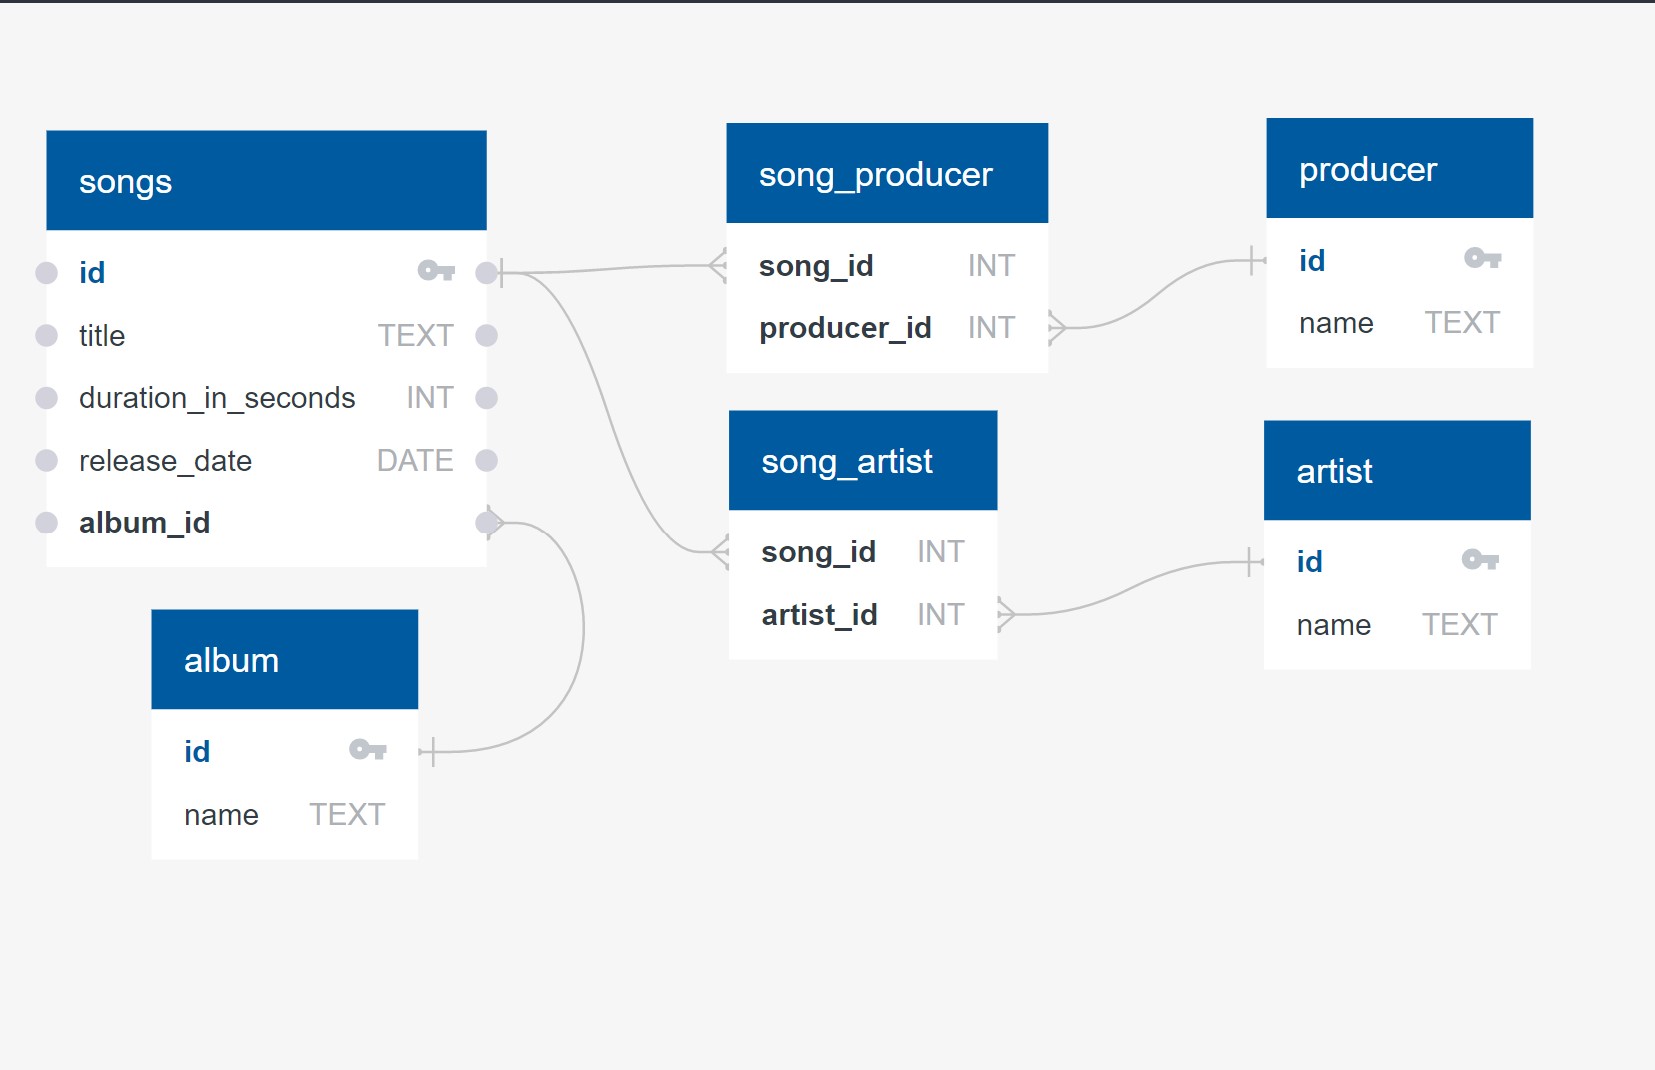 songs
id
title TEXT
duration_in_seconds INT
release_date DATE
album_id
album
id
name TEXT
song_producer
song_id INT
producer_id INT
song_artist
song_id INT
artist_id INT
producer
id
name TEXT
artist
id
name TEXT